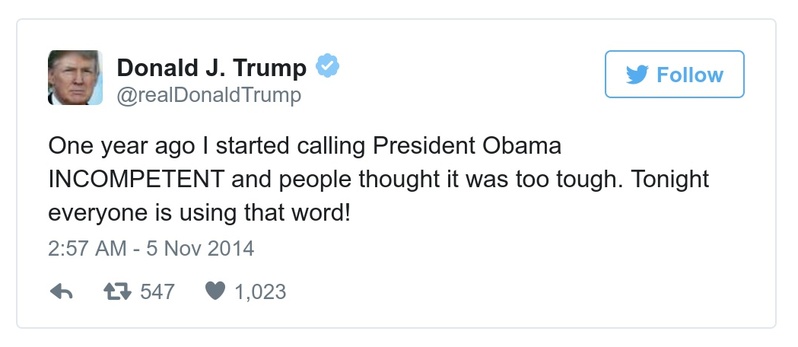 Donald J. Trump
@realDonaldTrump
Follow
One year ago I started calling President Obama
INCOMPETENT and people thought it was too tough. Tonight
everyone is using that word!
2:57 AM - 5 Nov 2014
547 1,023